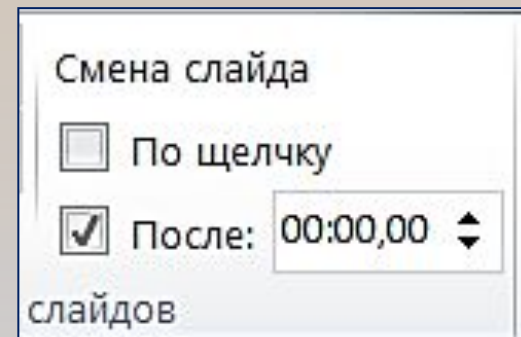 Смена слайда
По щелчку
После: 00:00,00
слайдов